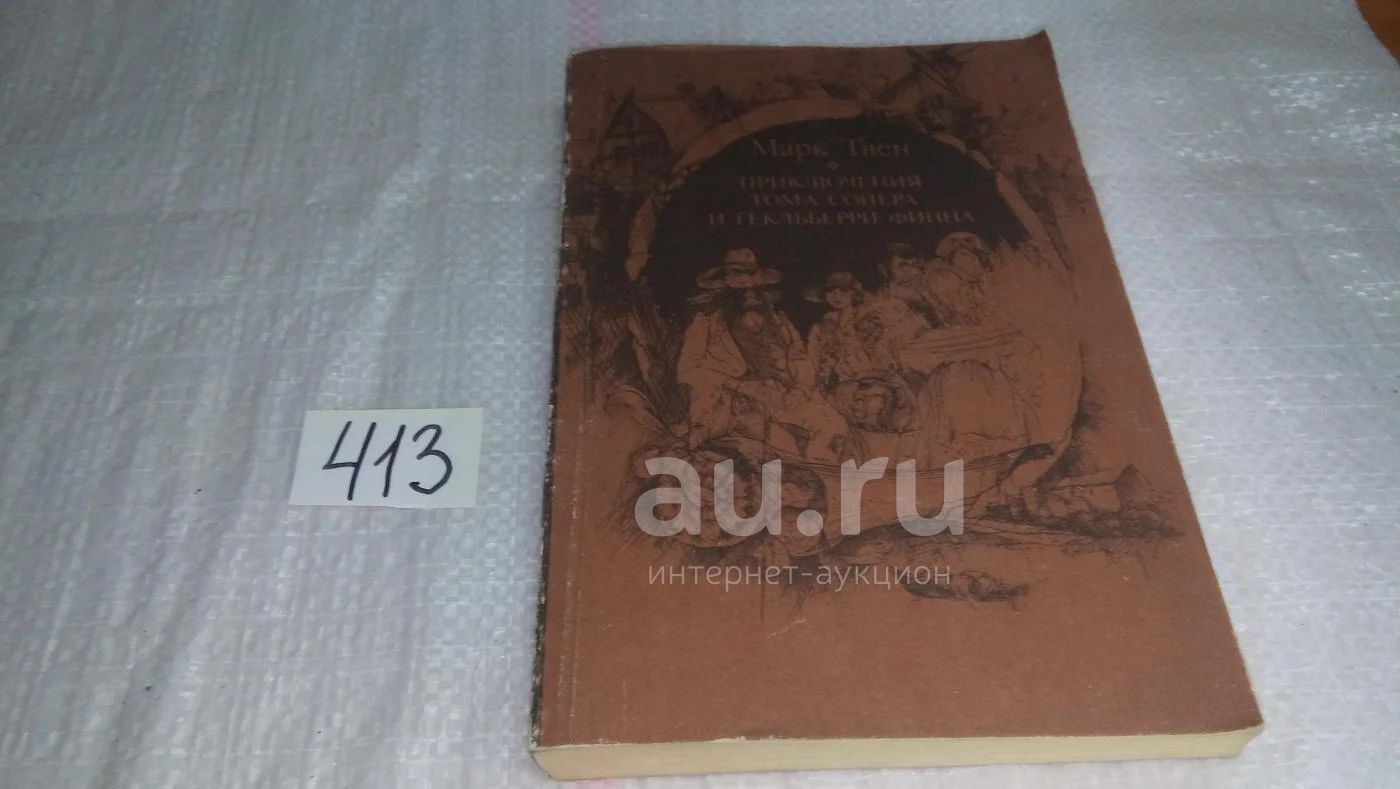 Марк Твен
ПРИКЛЮЧЕНИЯ
ТОМА СОЙЕРА
И ГЕКЛЬБЕРРИ ФИННА
413
au.ru
интернет-аукцион